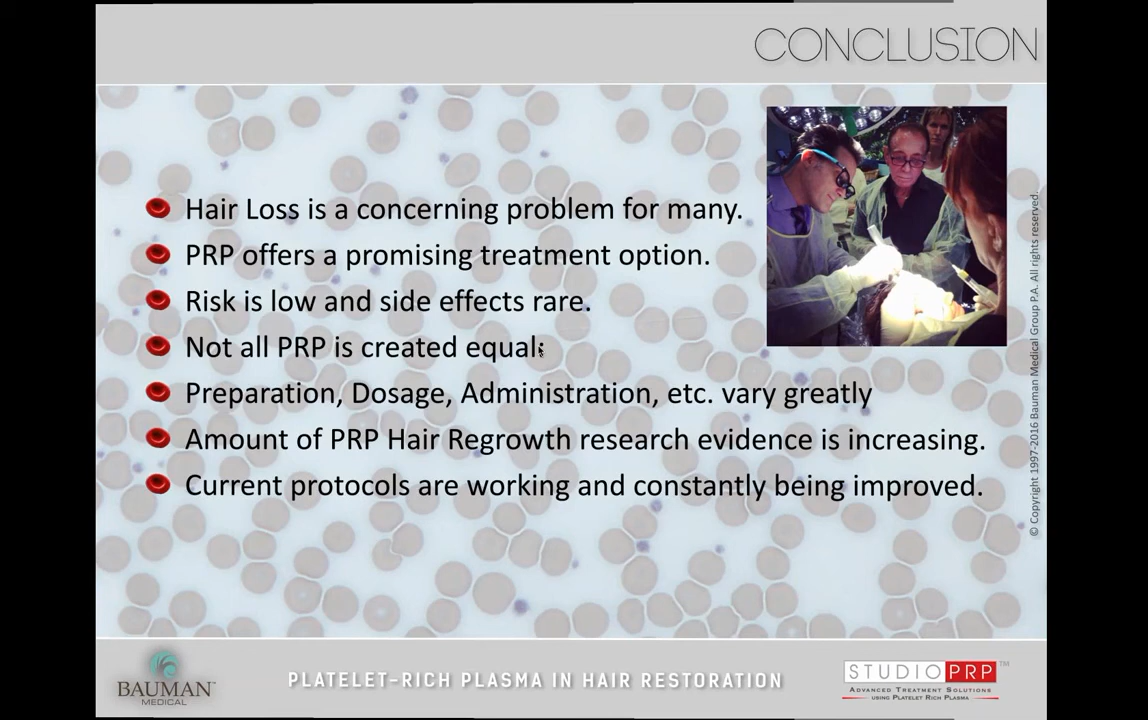 CONCLUSION
Hair Loss is a concerning problem for many.
PRP offers a promising treatment option.
Risk is low and side effects rare.
Not all PRP is created equal:
Preparation, Dosage, Administration, etc. vary greatly
Amount of PRP Hair Regrowth research evidence is increasing.
Current protocols are working and constantly being improved.
© Copyright 1997-2016 Bauman Medical Group P.A. All rights reserved.
BAUMAN™
MEDICAL
PLATELET-RICH PLASMA IN HAIR RESTORATION
STUDIO PRP™
ADVANCED TREATMENT SOLUTIONS
USING PLATELET RICH PLASMA